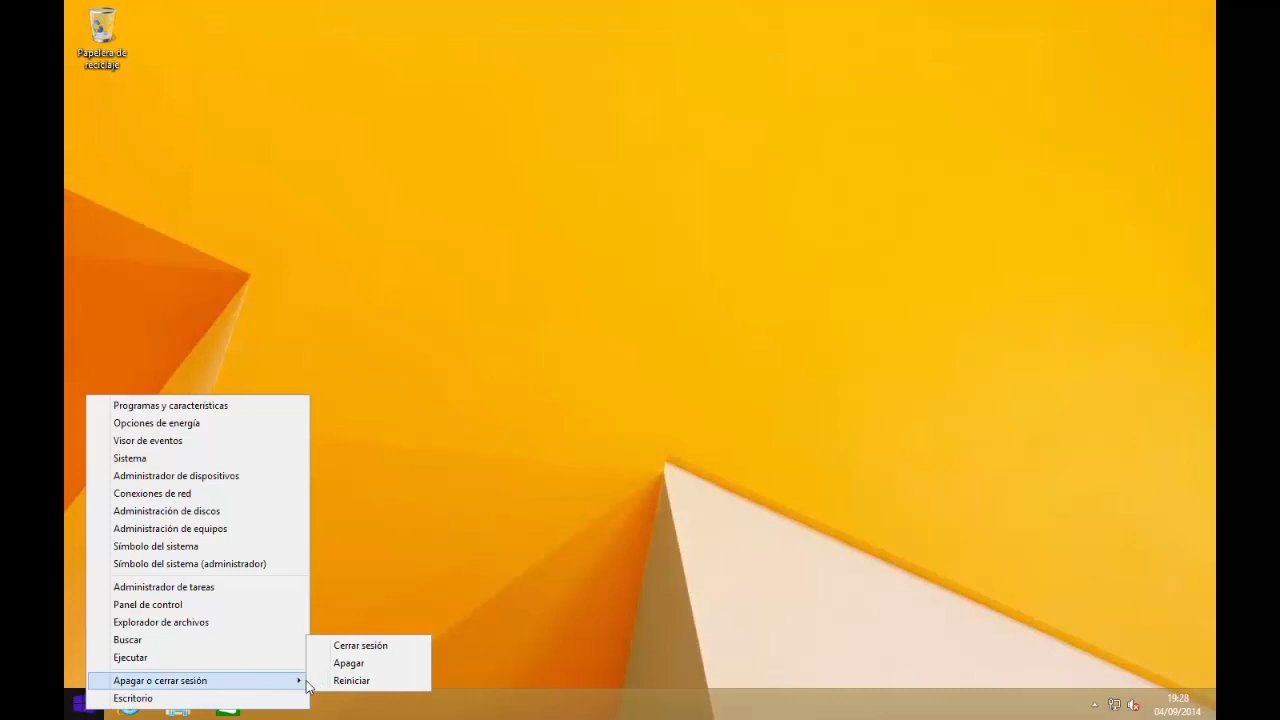 Papelera de
reciclaje
Programas y características
Opciones de energía
Visor de eventos
Sistema
Administrador de dispositivos
Conexiones de red
Administración de discos
Administración de equipos
Símbolo del sistema
Símbolo del sistema (administrador)
Administrador de tareas
Panel de control
Explorador de archivos
Buscar
Ejecutar
Apagar o cerrar sesión
Escritorio
Cerrar sesión
Apagar
Reiniciar
19:28
04/09/2014